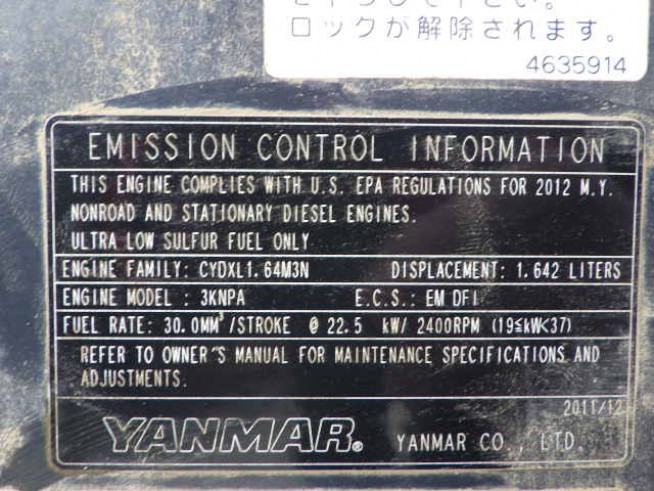 ロックが解除されます。
4635914
EMISSION CONTROL INFORMATION
THIS ENGINE COMPLIES WITH U.S. EPA REGULATIONS FOR 2012 M.Y.
NONROAD AND STATIONARY DIESEL ENGINES.
ULTRA LOW SULFUR FUEL ONLY
ENGINE FAMILY: CYDXL1.64M3N DISPLACEMENT: 1.642 LITERS
ENGINE MODEL : 3KNPA E.C.S.: EM DFI
FUEL RATE: 30.0MM³/STROKE @ 22.5 kW/ 2400RPM (19≤kW<37)
REFER TO OWNER'S MANUAL FOR MAINTENANCE SPECIFICATIONS AND
ADJUSTMENTS.
2011/12
YANMAR® YANMAR CO., LTD.